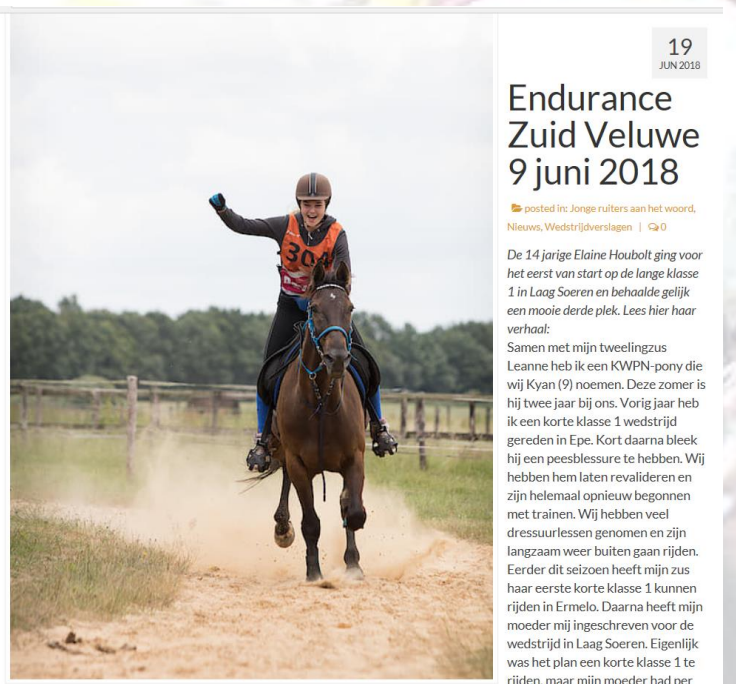 19
JUN 2018
Endurance
Zuid Veluwe
9 juni 2018
posted in: Jonge ruiters aan het woord,
Nieuws, Wedstrijdverslagen | 0
De 14 jarige Elaine Houbolt ging voor
het eerst van start op de lange klasse
1 in Laag Soeren en behaalde gelijk
een mooie derde plek. Lees hier haar
verhaal:
Samen met mijn tweelingzus
Leanne heb ik een KWPN-pony die
wij Kyan (9) noemen. Deze zomer is
hij twee jaar bij ons. Vorig jaar heb
ik een korte klasse 1 wedstrijd
gereden in Epe. Kort daarna bleek
hij een peesblessure te hebben. Wij
hebben hem laten revalideren en
zijn helemaal opnieuw begonnen
met trainen. Wij hebben veel
dressuurlessen genomen en zijn
langzaam weer buiten gaan rijden.
Eerder dit seizoen heeft mijn zus
haar eerste korte klasse 1 kunnen
rijden in Ermelo. Daarna heeft mijn
moeder mij ingeschreven voor de
wedstrijd in Laag Soeren. Eigenlijk
was het plan een korte klasse 1 te
rijden, maar mijn moeder had per